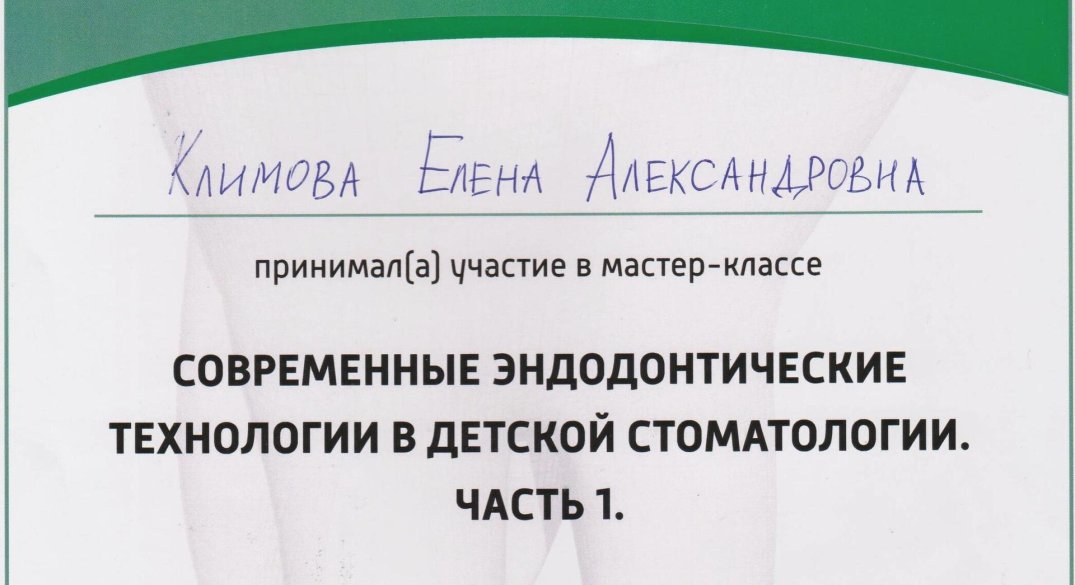 Климова Елена Александровна
принимал(а) участие в мастер-классе
СОВРЕМЕННЫЕ ЭНДОДОНТИЧЕСКИЕ
ТЕХНОЛОГИИ В ДЕТСКОЙ СТОМАТОЛОГИИ.
ЧАСТЬ 1.